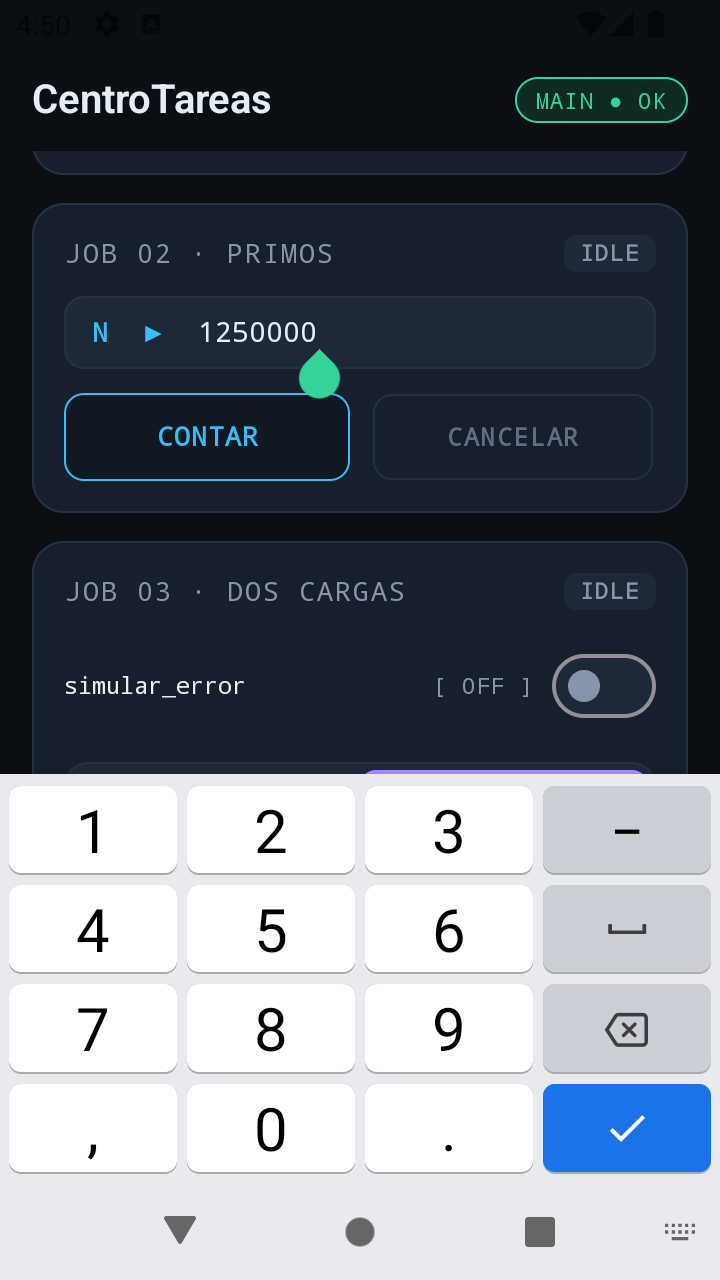 4:50
CentroTareas
MAIN ● OK
JOB 02 · PRIMOS
IDLE
N ▶ 1250000
CONTAR
CANCELAR
JOB 03 · DOS CARGAS
IDLE
simular_error
[ OFF ]
1 2 3 –
4 5 6
7 8 9
, 0 .